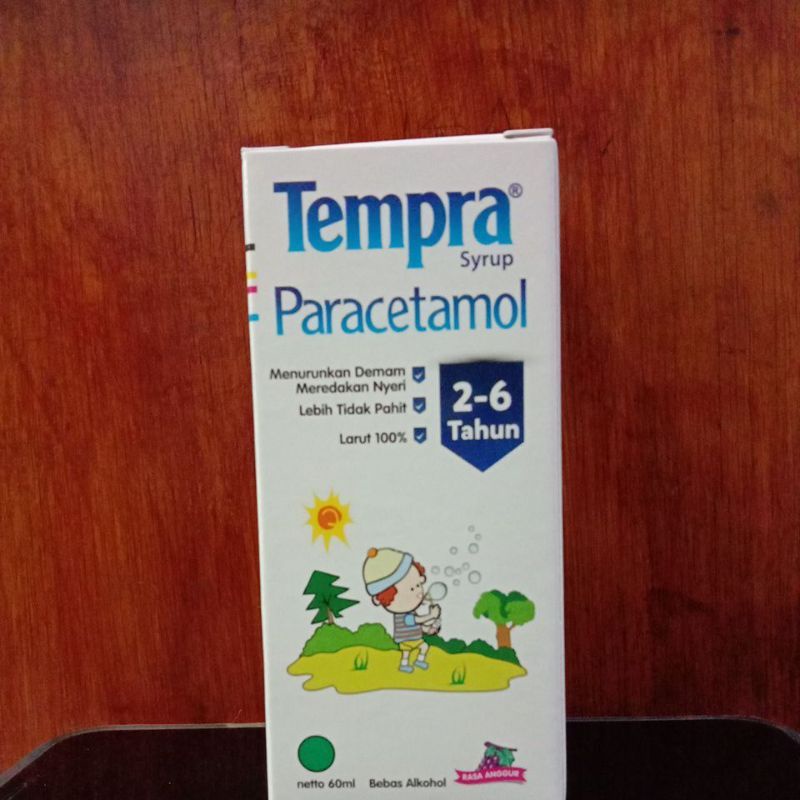 Tempra®
Syrup
Paracetamol
Menurunkan Demam
Meredakan Nyeri
Lebih Tidak Pahit
Larut 100%
2-6
Tahun
netto 60ml
Bebas Alkohol
RASA ANGGUR